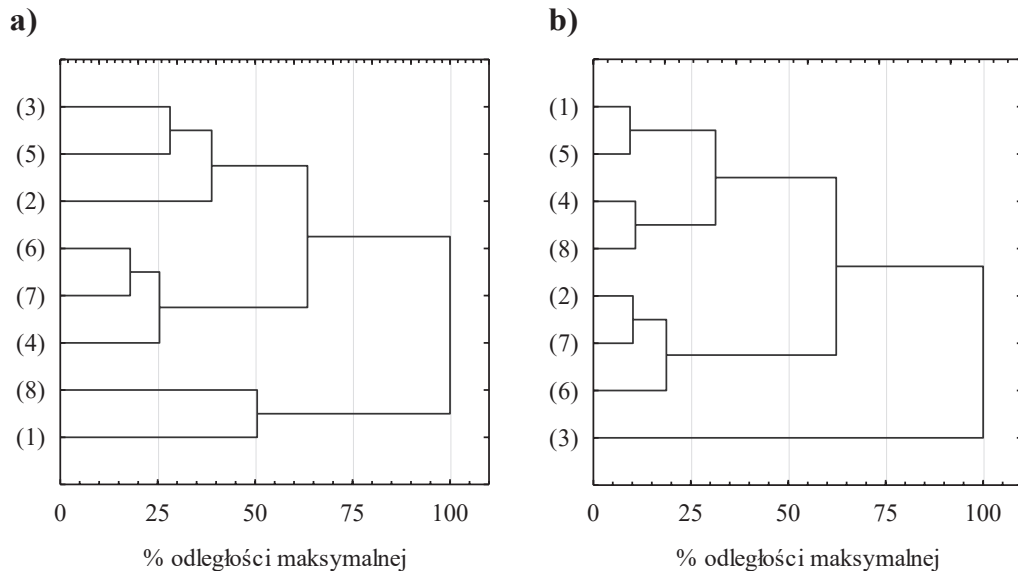 a)
(3)
(5)
(2)
(6)
(7)
(4)
(8)
(1)
0 25 50 75 100
% odległości maksymalnej
b)
(1)
(5)
(4)
(8)
(2)
(7)
(6)
(3)
0 25 50 75 100
% odległości maksymalnej